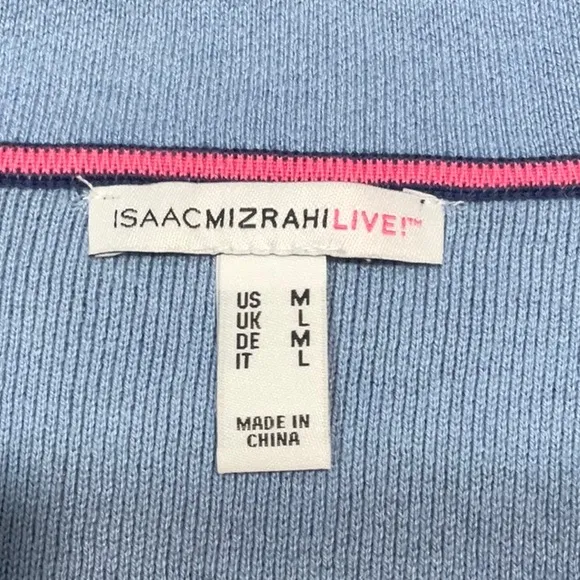 ISAACMIZRAHILIVE!™
US M
UK L
DE M
IT L
MADE IN
CHINA